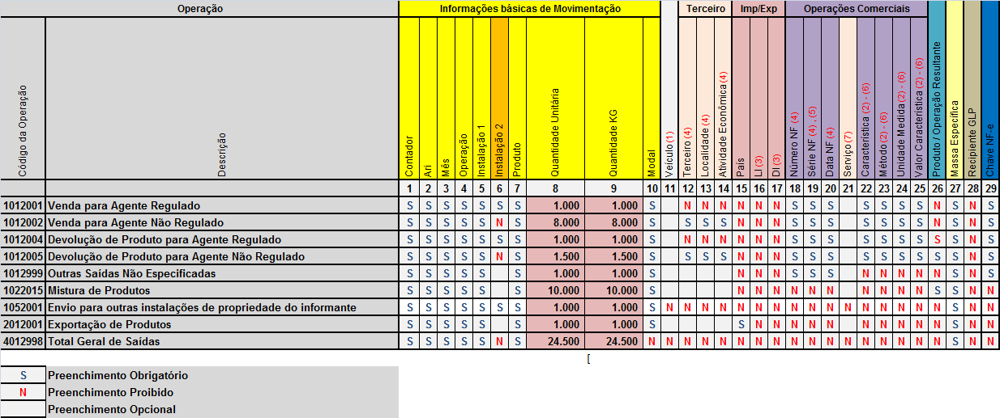 Operação Informações básicas de Movimentação Terceiro Imp/Exp Operações Comerciais
Código da Operação
Descrição
Contador
Ari
Mês
Operação
Instalação 1
Instalação 2
Produto
Quantidade Unitária
Quantidade KG
Modal
Veículo (1)
Terceiro (4)
Localidade (4)
Atividade Econômica (4)
País
LI (3)
DI (3)
Número NF (4)
Série NF (4) , (5)
Data NF (4)
Serviço (7)
Característica (2) - (6)
Método (2) - (6)
Unidade Medida (2) - (6)
Valor Característica (2) - (6)
Produto / Operação Resultante
Massa Específica
Recipiente GLP
Chave NF-e
1 2 3 4 5 6 7 8 9 10 11 12 13 14 15 16 17 18 19 20 21 22 23 24 25 26 27 28 29
1012001 Venda para Agente Regulado S S S S S S S 1.000 1.000 S N N N N N N S S S S S S S N S N S
1012002 Venda para Agente Não Regulado S S S S S N S 8.000 8.000 S S S S N N N S S S S S S S N S N S
1012004 Devolução de Produto para Agente Regulado S S S S S S S 1.000 1.000 S N N N N N N S S S S S S S S S N S
1012005 Devolução de Produto para Agente Não Regulado S S S S S N S 1.500 1.500 S S S S N N N S S S S S S S S N S
1012999 Outras Saídas Não Especificadas S S S S S S 1.000 1.000 S N N N S S S N N N N N S N S
1022015 Mistura de Produtos S S S S S S 10.000 10.000 S N N N N N N N N N N S S N N
1052001 Envio para outras instalações de propriedade do informante S S S S S S S 1.000 1.000 S N N N N N N N N N N N N N N N N S N N
2012001 Exportação de Produtos S S S S S S 1.000 1.000 S S N N N N N N N N N N S N N
4012998 Total Geral de Saídas S S S S S N S 24.500 24.500 N N N N N N N N N N N N N N N N N S N N
[
S Preenchimento Obrigatório
N Preenchimento Proibido
Preenchimento Opcional